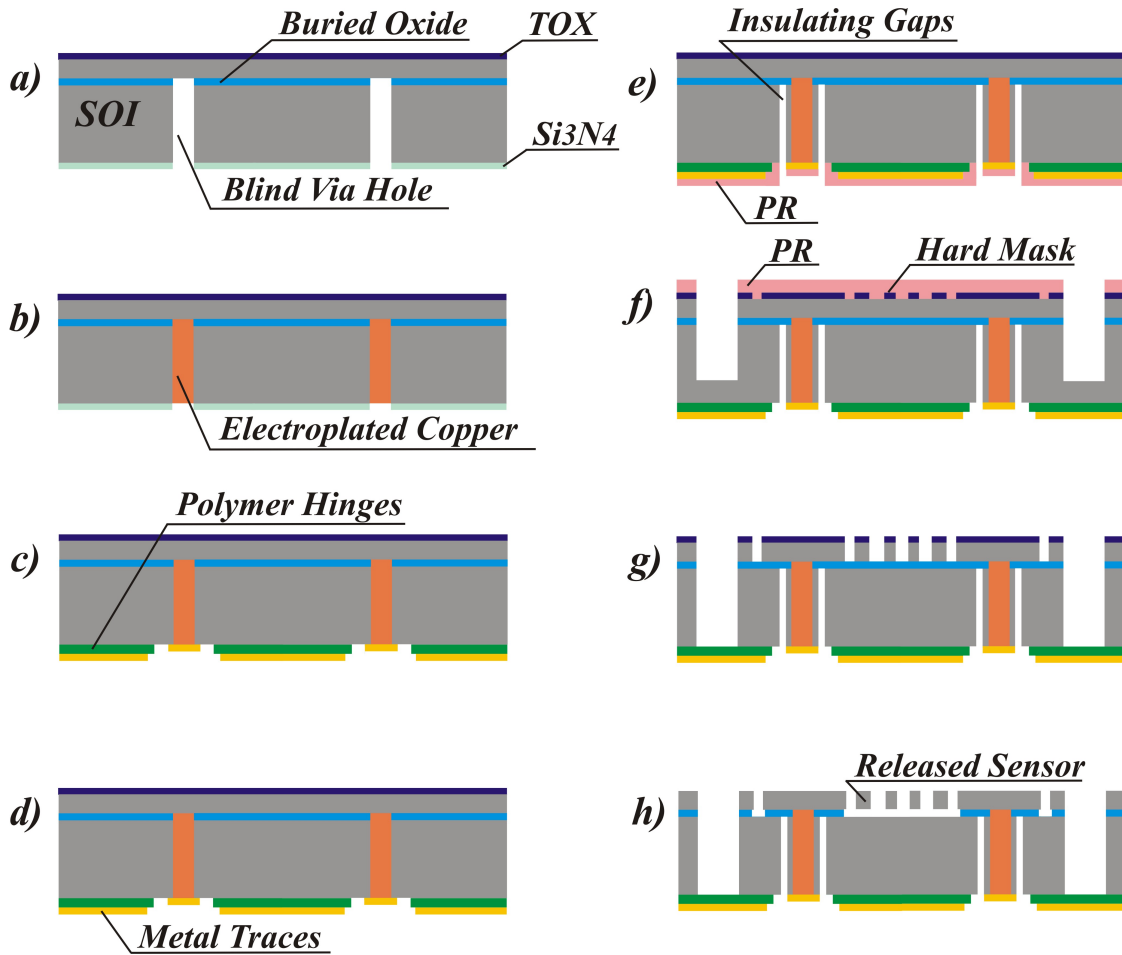 a)
Buried Oxide
TOX
SOI
Si3N4
Blind Via Hole
b)
Electroplated Copper
c)
Polymer Hinges
d)
Metal Traces
e)
Insulating Gaps
PR
f)
PR
Hard Mask
g)
h)
Released Sensor